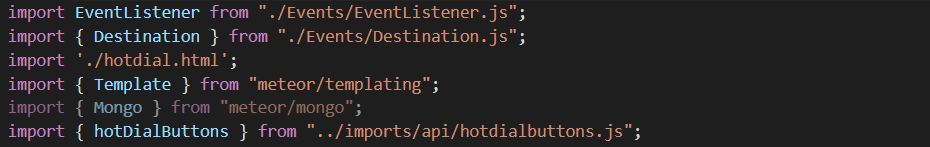 import EventListener from "./Events/EventListener.js";
import { Destination } from "./Events/Destination.js";
import './hotdial.html';
import { Template } from "meteor/templating";
import { Mongo } from "meteor/mongo";
import { hotDialButtons } from "../imports/api/hotdialbuttons.js";